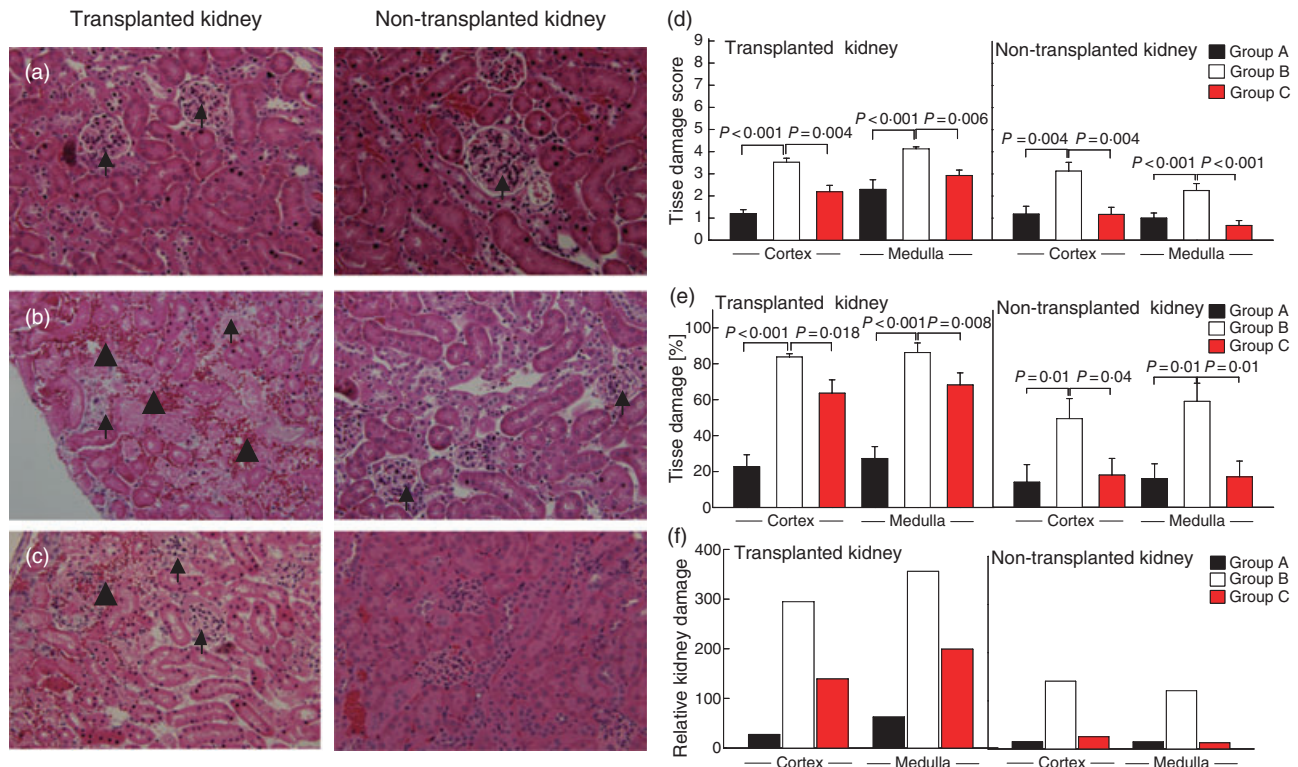 Transplanted kidney
Non-transplanted kidney
(a)
(b)
(c)
(d)
Transplanted kidney
Non-transplanted kidney
Group A
Group B
Group C
Tisse damage score
9
8
7
6
5
4
3
2
1
0
P < 0·001 P = 0·004
P < 0·001 P = 0·006
P = 0·004 P = 0·004
P < 0·001 P < 0·001
Cortex
Medulla
Cortex
Medulla
(e)
Transplanted kidney
Non-transplanted kidney
Group A
Group B
Group C
Tisse damage [%]
100
80
60
40
20
0
P < 0·001 P = 0·018
P < 0·001 P = 0·008
P = 0·01 P = 0·04
P = 0·01 P = 0·01
Cortex
Medulla
Cortex
Medulla
(f)
Transplanted kidney
Non-transplanted kidney
Group A
Group B
Group C
Relative kidney damage
400
300
200
100
0
Cortex
Medulla
Cortex
Medulla